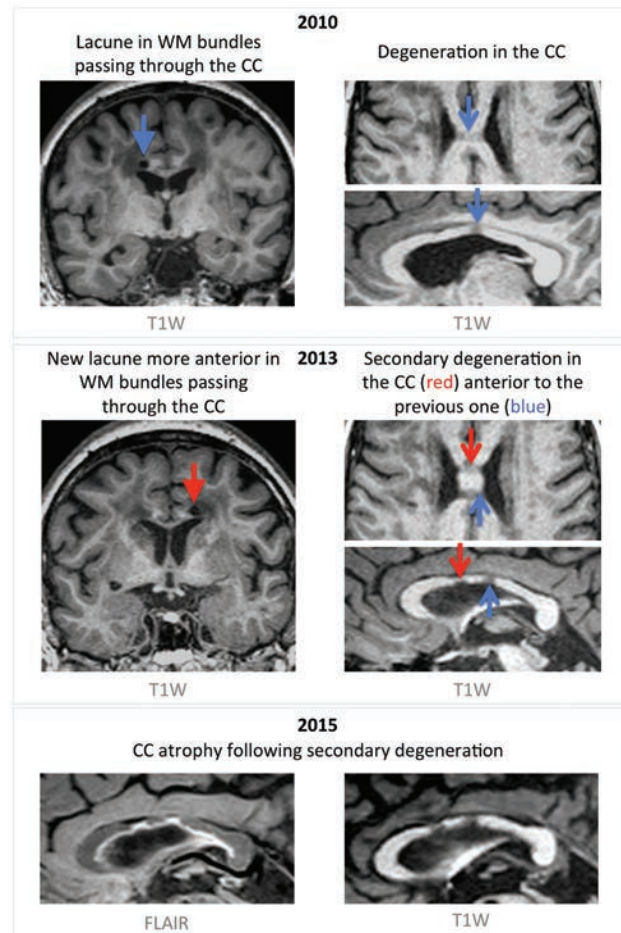 2010
Lacune in WM bundles
passing through the CC
Degeneration in the CC
T1W
T1W
2013
New lacune more anterior in
WM bundles passing
through the CC
Secondary degeneration in
the CC (red) anterior to the
previous one (blue)
T1W
T1W
2015
CC atrophy following secondary degeneration
FLAIR
T1W